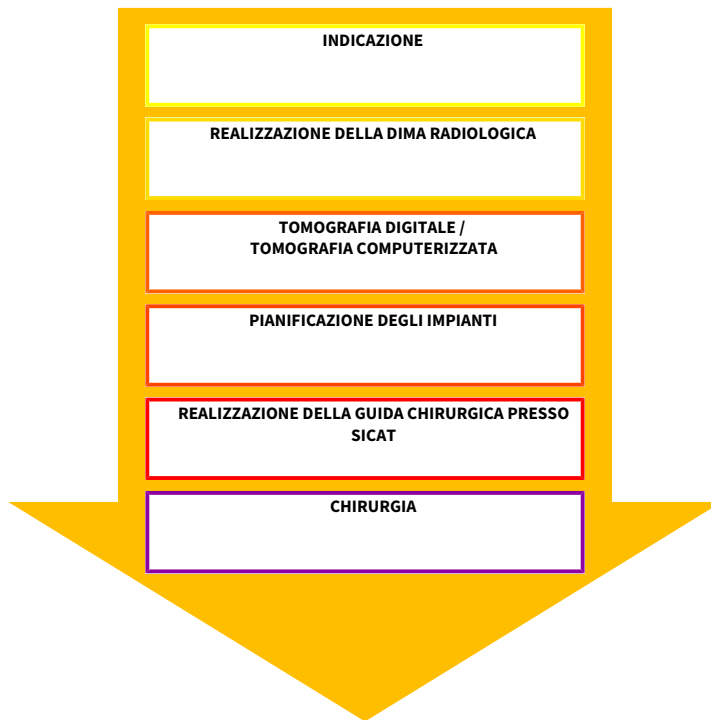 INDICAZIONE
REALIZZAZIONE DELLA DIMA RADIOLOGICA
TOMOGRAFIA DIGITALE /
TOMOGRAFIA COMPUTERIZZATA
PIANIFICAZIONE DEGLI IMPIANTI
REALIZZAZIONE DELLA GUIDA CHIRURGICA PRESSO
SICAT
CHIRURGIA